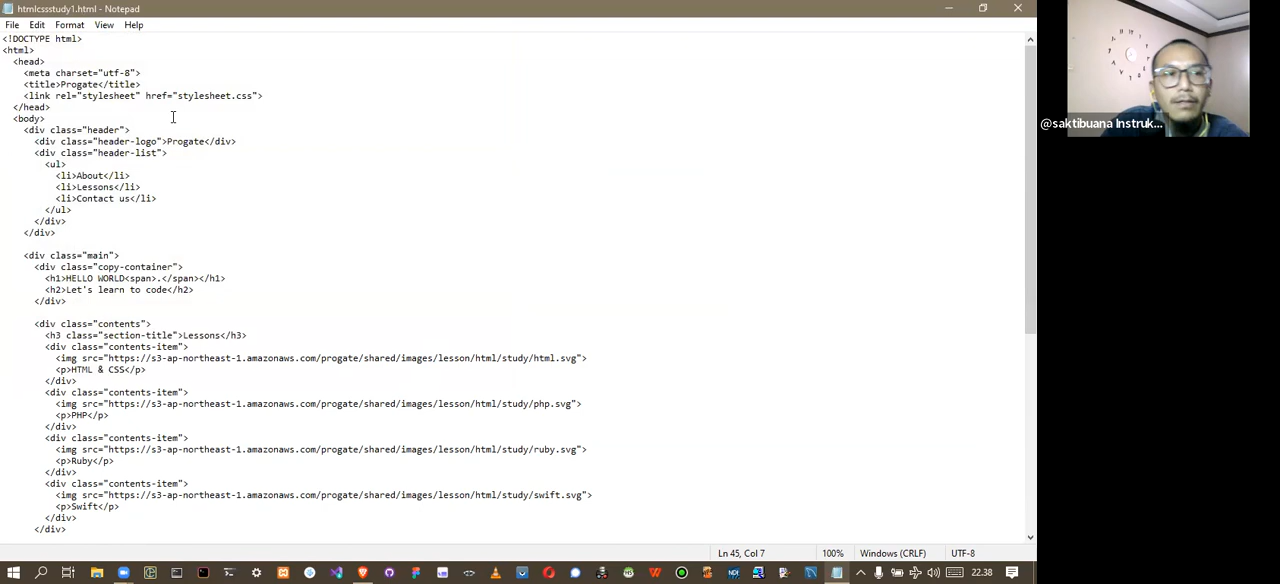 htmlcssstudy1.html - Notepad
File Edit Format View Help
<!DOCTYPE html>
<html>
<head>
<meta charset="utf-8">
<title>Progate</title>
<link rel="stylesheet" href="stylesheet.css">
</head>
<body>
<div class="header">
<div class="header-logo">Progate</div>
<div class="header-list">
<ul>
<li>About</li>
<li>Lessons</li>
<li>Contact us</li>
</ul>
</div>
</div>
<div class="main">
<div class="copy-container">
<h1>HELLO WORLD<span>.</span></h1>
<h2>Let's learn to code</h2>
</div>
<div class="contents">
<h3 class="section-title">Lessons</h3>
<div class="contents-item">
<img src="https://s3-ap-northeast-1.amazonaws.com/progate/shared/images/lesson/html/study/html.svg">
<p>HTML & CSS</p>
</div>
<div class="contents-item">
<img src="https://s3-ap-northeast-1.amazonaws.com/progate/shared/images/lesson/html/study/php.svg">
<p>PHP</p>
</div>
<div class="contents-item">
<img src="https://s3-ap-northeast-1.amazonaws.com/progate/shared/images/lesson/html/study/ruby.svg">
<p>Ruby</p>
</div>
<div class="contents-item">
<img src="https://s3-ap-northeast-1.amazonaws.com/progate/shared/images/lesson/html/study/swift.svg">
<p>Swift</p>
</div>
</div>
Ln 45, Col 7 100% Windows (CRLF) UTF-8
22.38
@saktibuana Instruk...